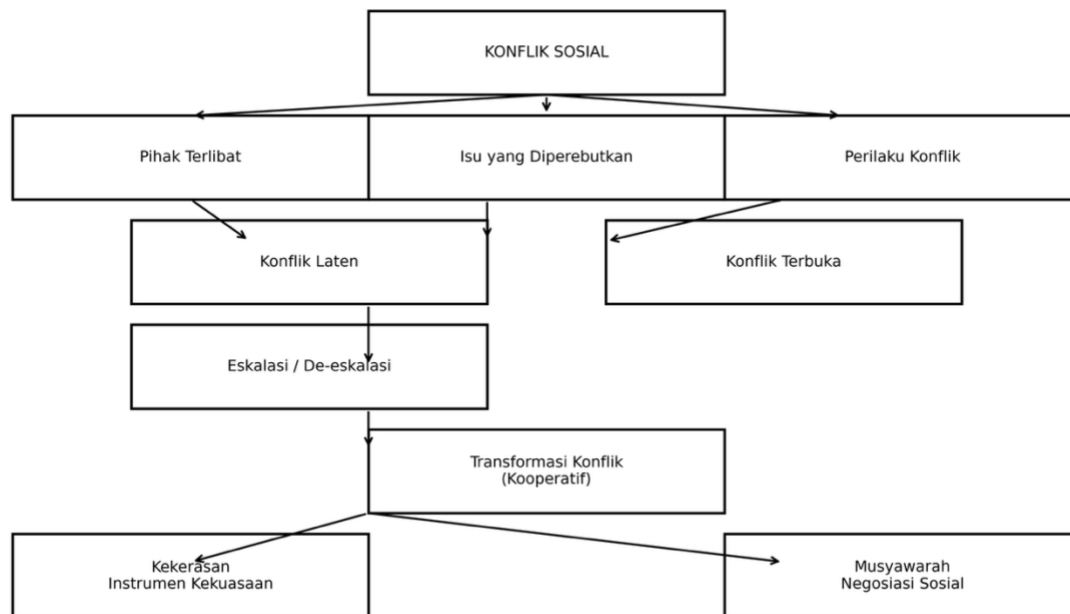 KONFLIK SOSIAL
Pihak Terlibat
Isu yang Diperebutkan
Perilaku Konflik
Konflik Laten
Konflik Terbuka
Eskalasi / De-eskalasi
Transformasi Konflik
(Kooperatif)
Kekerasan
Instrumen Kekuasaan
Musyawarah
Negosiasi Sosial